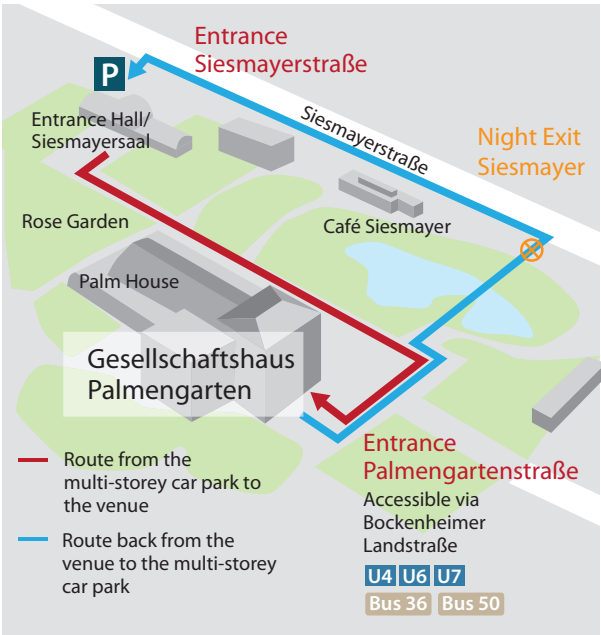 Entrance
Siesmayerstraße
P
Entrance Hall/
Siesmayersaal
Siesmayerstraße
Night Exit
Siesmayer
Rose Garden
Café Siesmayer
Palm House
Gesellschaftshaus
Palmengarten
Route from the
multi-storey car park to
the venue
Route back from the
venue to the multi-storey
car park
Entrance
Palmengartenstraße
Accessible via
Bockenheimer
Landstraße
U4 U6 U7
Bus 36 Bus 50